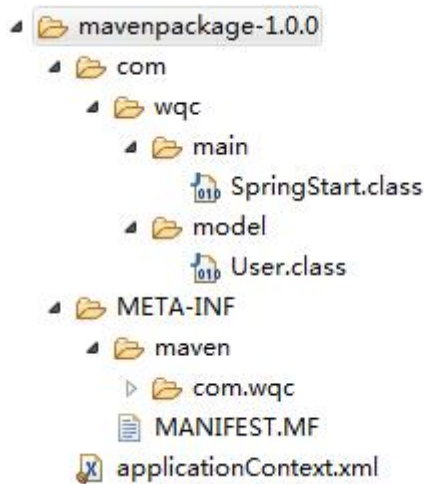 mavenpackage-1.0.0
com
wqc
main
SpringStart.class
model
User.class
META-INF
maven
com.wqc
MANIFEST.MF
applicationContext.xml